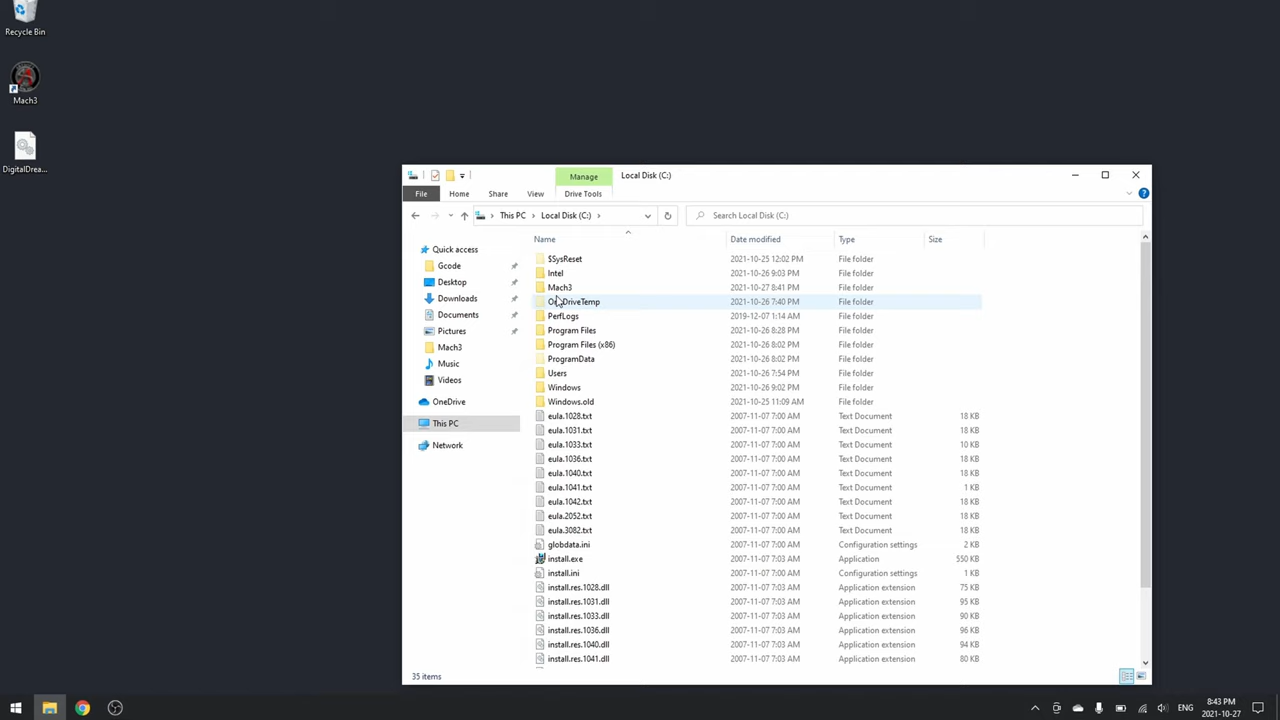 Recycle Bin
Mach3
DigitalDrea...
Manage
Local Disk (C:)
File
Home
Share
View
Drive Tools
This PC
Local Disk (C:)
Search Local Disk (C:)
Quick access
Gcode
Desktop
Downloads
Documents
Pictures
Mach3
Music
Videos
OneDrive
This PC
Network
Name Date modified Type Size
$SysReset 2021-10-25 12:02 PM File folder
Intel 2021-10-26 9:03 PM File folder
Mach3 2021-10-27 8:41 PM File folder
OneDriveTemp 2021-10-26 7:40 PM File folder
PerfLogs 2019-12-07 1:14 AM File folder
Program Files 2021-10-26 8:28 PM File folder
Program Files (x86) 2021-10-26 8:02 PM File folder
ProgramData 2021-10-26 8:02 PM File folder
Users 2021-10-26 7:54 PM File folder
Windows 2021-10-26 9:02 PM File folder
Windows.old 2021-10-25 11:09 AM File folder
eula.1028.txt 2007-11-07 7:00 AM Text Document 18 KB
eula.1031.txt 2007-11-07 7:00 AM Text Document 18 KB
eula.1033.txt 2007-11-07 7:00 AM Text Document 10 KB
eula.1036.txt 2007-11-07 7:00 AM Text Document 18 KB
eula.1040.txt 2007-11-07 7:00 AM Text Document 18 KB
eula.1041.txt 2007-11-07 7:00 AM Text Document 1 KB
eula.1042.txt 2007-11-07 7:00 AM Text Document 18 KB
eula.2052.txt 2007-11-07 7:00 AM Text Document 18 KB
eula.3082.txt 2007-11-07 7:00 AM Text Document 18 KB
globdata.ini 2007-11-07 7:00 AM Configuration settings 2 KB
install.exe 2007-11-07 7:03 AM Application 550 KB
install.ini 2007-11-07 7:00 AM Configuration settings 1 KB
install.res.1028.dll 2007-11-07 7:03 AM Application extension 75 KB
install.res.1031.dll 2007-11-07 7:03 AM Application extension 95 KB
install.res.1033.dll 2007-11-07 7:03 AM Application extension 90 KB
install.res.1036.dll 2007-11-07 7:03 AM Application extension 96 KB
install.res.1040.dll 2007-11-07 7:03 AM Application extension 94 KB
install.res.1041.dll 2007-11-07 7:03 AM Application extension 80 KB
35 items
ENG
8:43 PM
2021-10-27